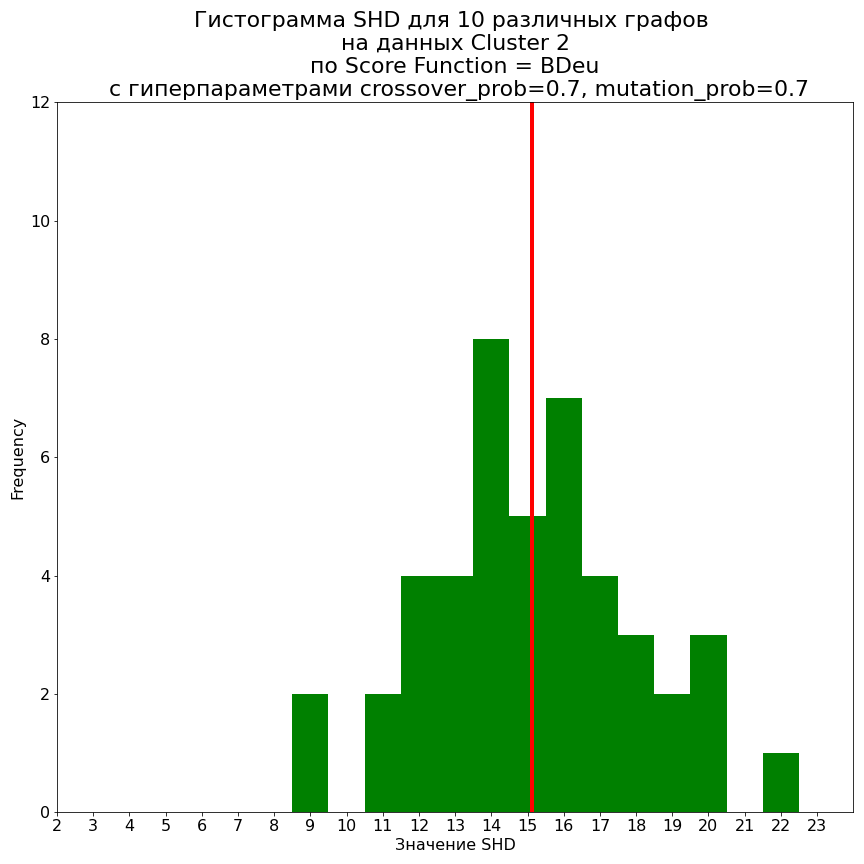 Гистограмма SHD для 10 различных графов
на данных Cluster 2
по Score Function = BDeu
с гиперпараметрами crossover_prob=0.7, mutation_prob=0.7
12
10
8
6
4
2
0
Frequency
2 3 4 5 6 7 8 9 10 11 12 13 14 15 16 17 18 19 20 21 22 23
Значение SHD